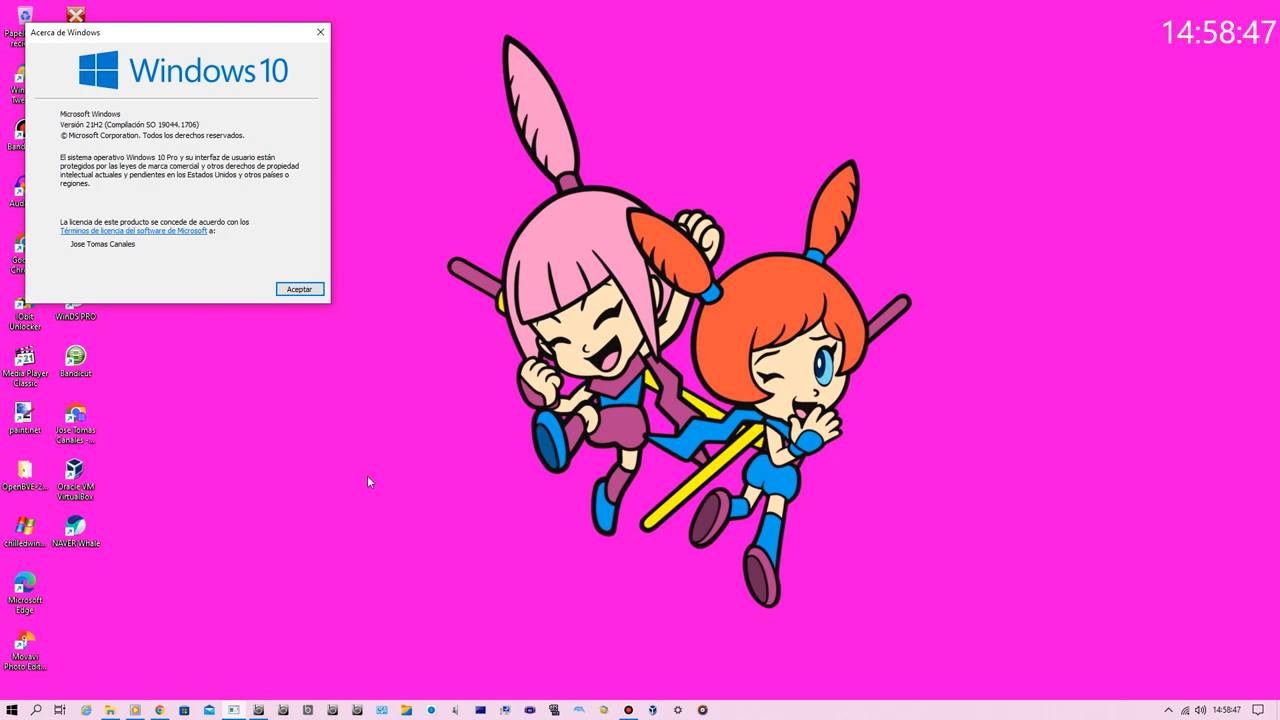 14:58:47
Acerca de Windows
Windows 10
Microsoft Windows
Versión 21H2 (Compilación SO 19044.1706)
© Microsoft Corporation. Todos los derechos reservados.
El sistema operativo Windows 10 Pro y su interfaz de usuario están
protegidos por las leyes de marca comercial y otros derechos de propiedad
intelectual actuales y pendientes en los Estados Unidos y otros países o
regiones.
La licencia de este producto se concede de acuerdo con los
Términos de licencia del software de Microsoft a:
Jose Tomas Canales
Aceptar
IObit
Unlocker
WinDS PRO
Media Player
Classic
Bandicut
paint.net
Jose Tomas
Canales -...
OpenBVE-2...
Oracle VM
VirtualBox
chilledwin...
NAVER Whale
Microsoft
Edge
Movavi
Photo Edit...
14:58:47